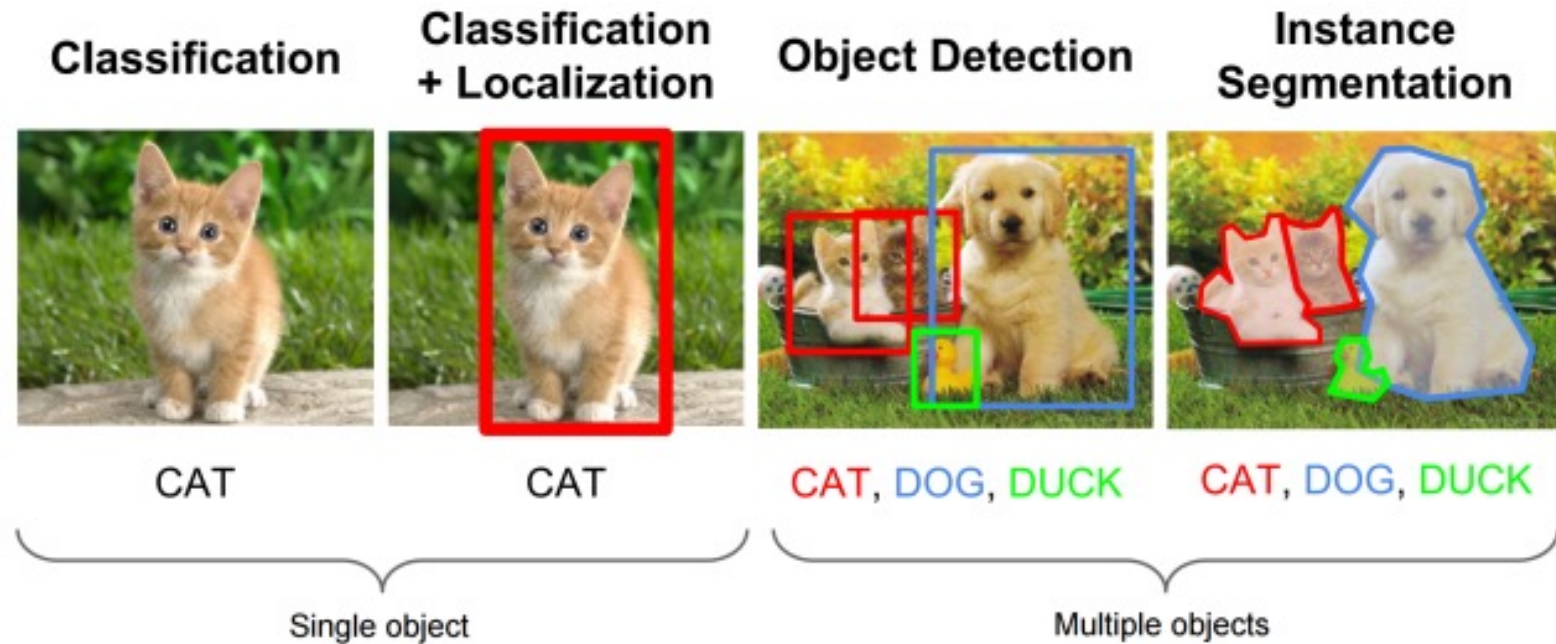 Classification
Classification
+ Localization
Object Detection
Instance
Segmentation
CAT
CAT
CAT, DOG, DUCK
CAT, DOG, DUCK
Single object
Multiple objects